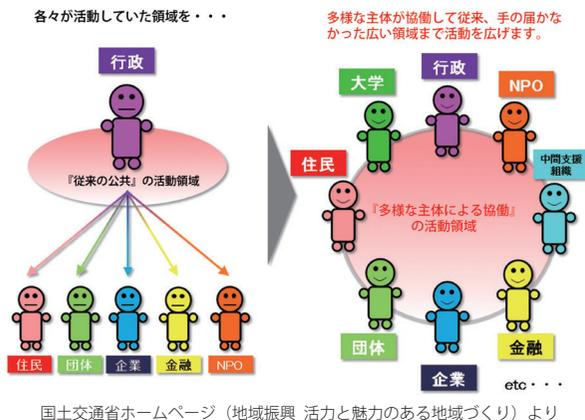 各々が活動していた領域を・・・
行政
『従来の公共』の活動領域
住民
団体
企業
金融
NPO
多様な主体が協働して従来、手の届かな
かった広い領域まで活動を広げます。
行政
大学
NPO
住民
中間支援
組織
『多様な主体による協働』
の活動領域
団体
金融
企業
etc・・・
国土交通省ホームページ（地域振興 活力と魅力のある地域づくり）より